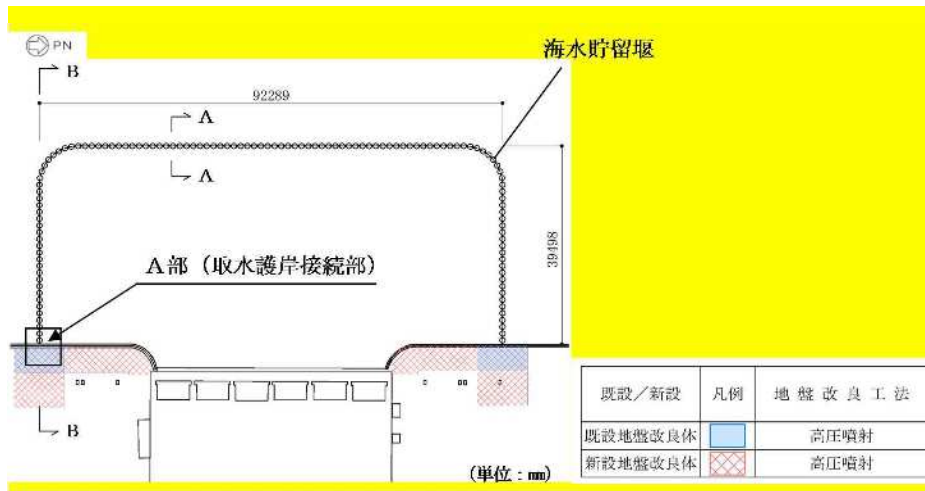 PN
海水貯留堰
B
92289
A
A
39498
A部（取水護岸接続部）
B
(単位：mm)
既設／新設 凡例 地盤改良工法
既設地盤改良体 高圧噴射
新設地盤改良体 高圧噴射